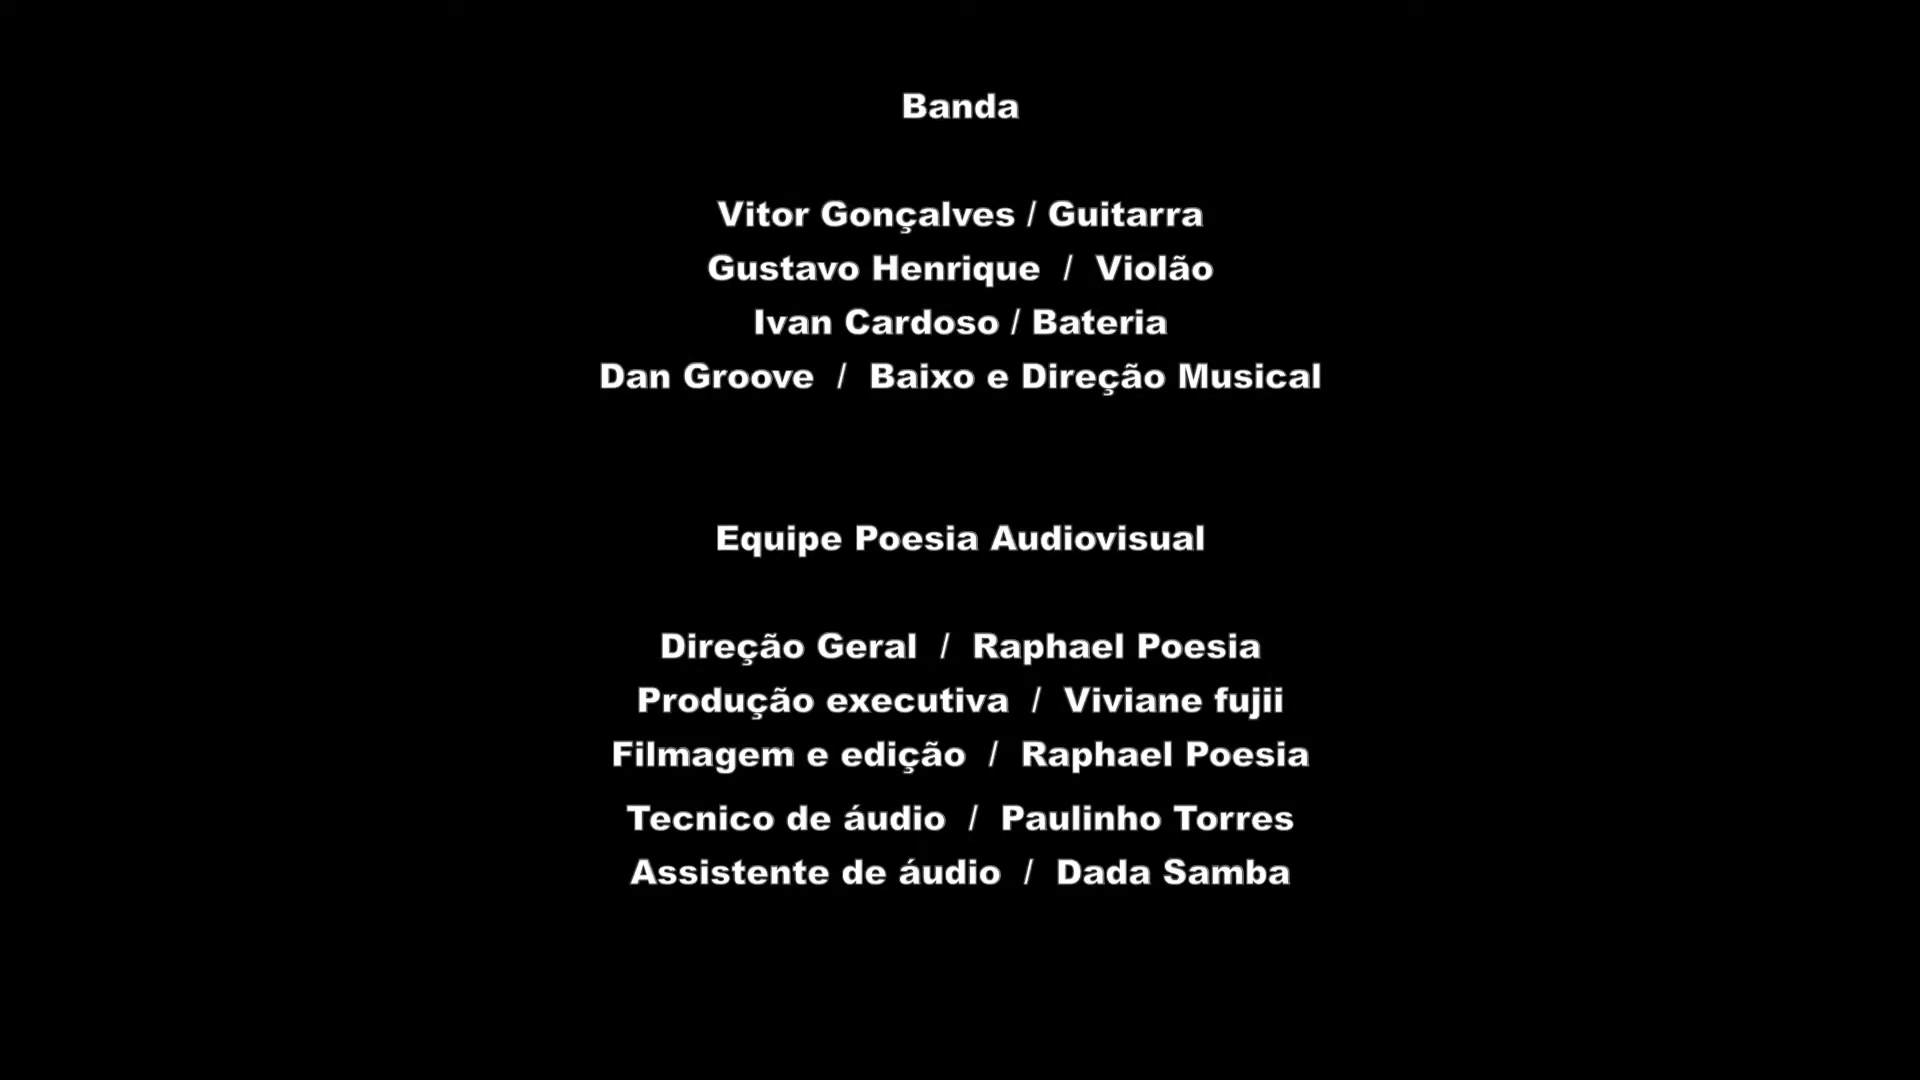 Banda
Vitor Gonçalves / Guitarra
Gustavo Henrique / Violão
Ivan Cardoso / Bateria
Dan Groove / Baixo e Direção Musical
Equipe Poesia Audiovisual
Direção Geral / Raphael Poesia
Produção executiva / Viviane fujii
Filmagem e edição / Raphael Poesia
Tecnico de áudio / Paulinho Torres
Assistente de áudio / Dada Samba